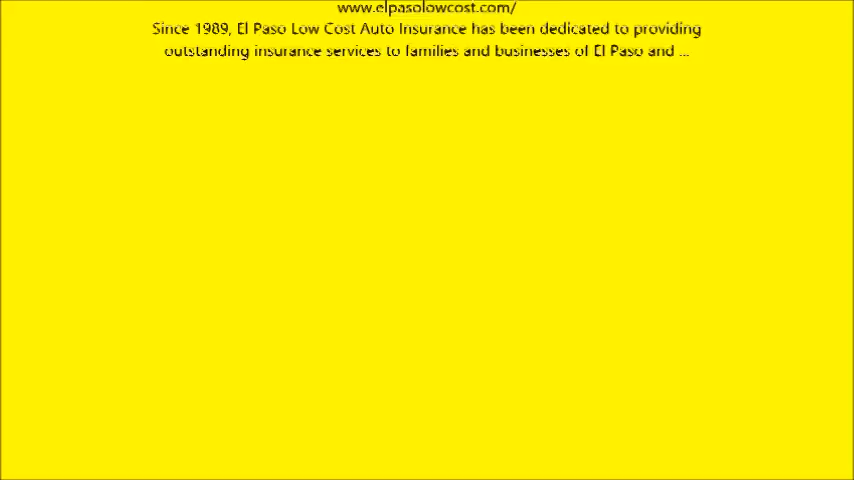 www.elpasolowcost.com/
Since 1989, El Paso Low Cost Auto Insurance has been dedicated to providing
outstanding insurance services to families and businesses of El Paso and ...